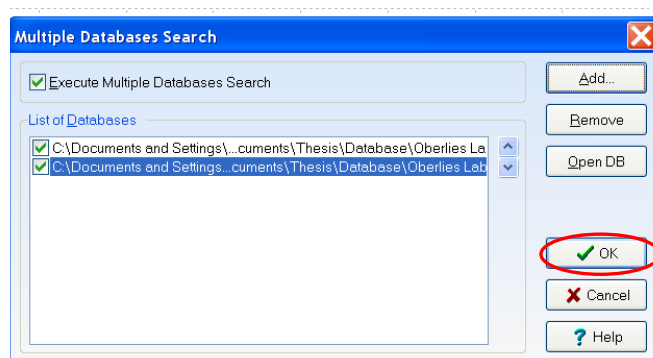 Multiple Databases Search
Execute Multiple Databases Search
Add...
List of Databases
Remove
C:\Documents and Settings\...cuments\Thesis\Database\Oberlies La
C:\Documents and Settings...cuments\Thesis\Database\Oberlies Lab
Open DB
OK
Cancel
? Help